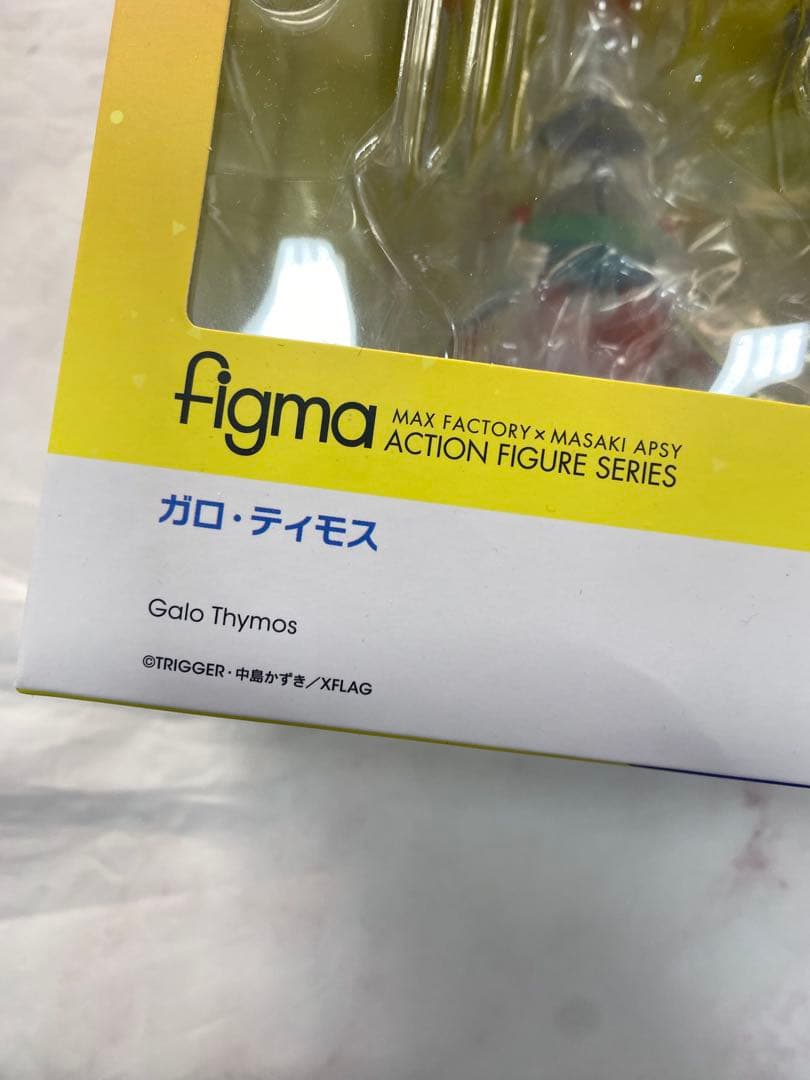 figma
MAX FACTORY×MASAKI APSY
ACTION FIGURE SERIES
ガロ・ティモス
Galo Thymos
©TRIGGER・中島かずき／XFLAG